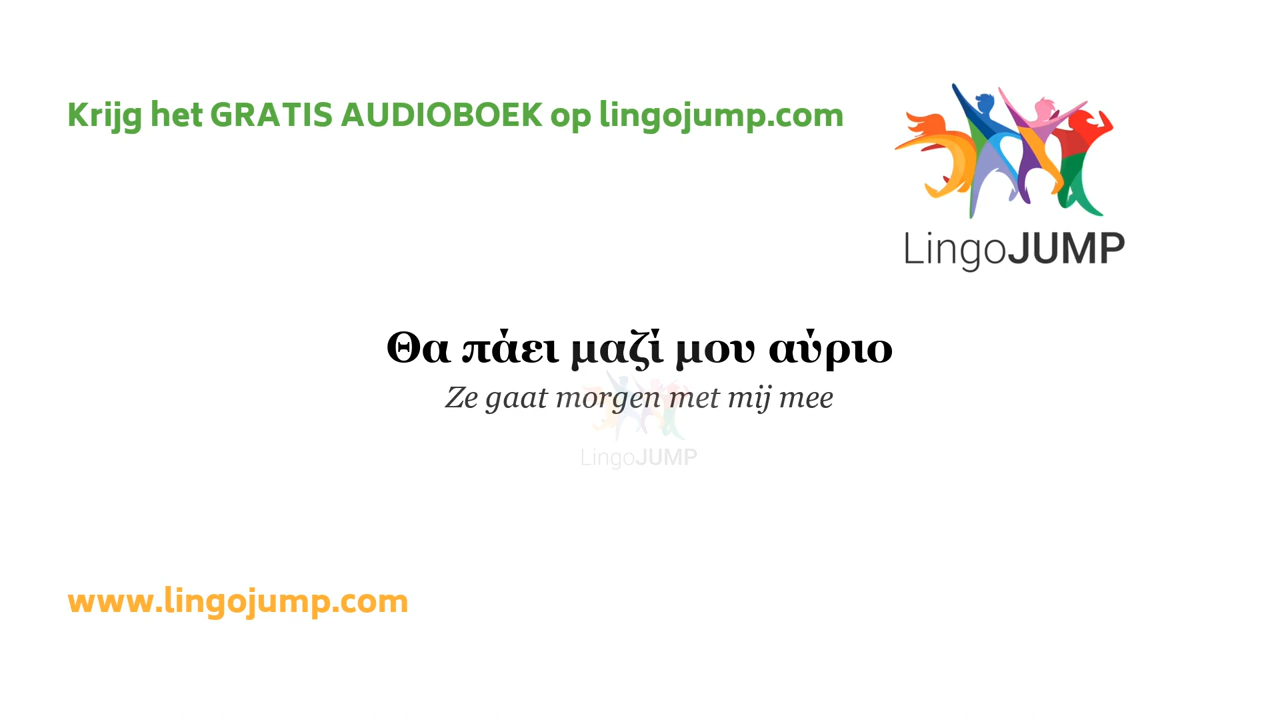 Krijg het GRATIS AUDIOBOEK op lingojump.com
LingoJUMP
Θα πάει μαζί μου αύριο
Ze gaat morgen met mij mee
LingoJUMP
www.lingojump.com